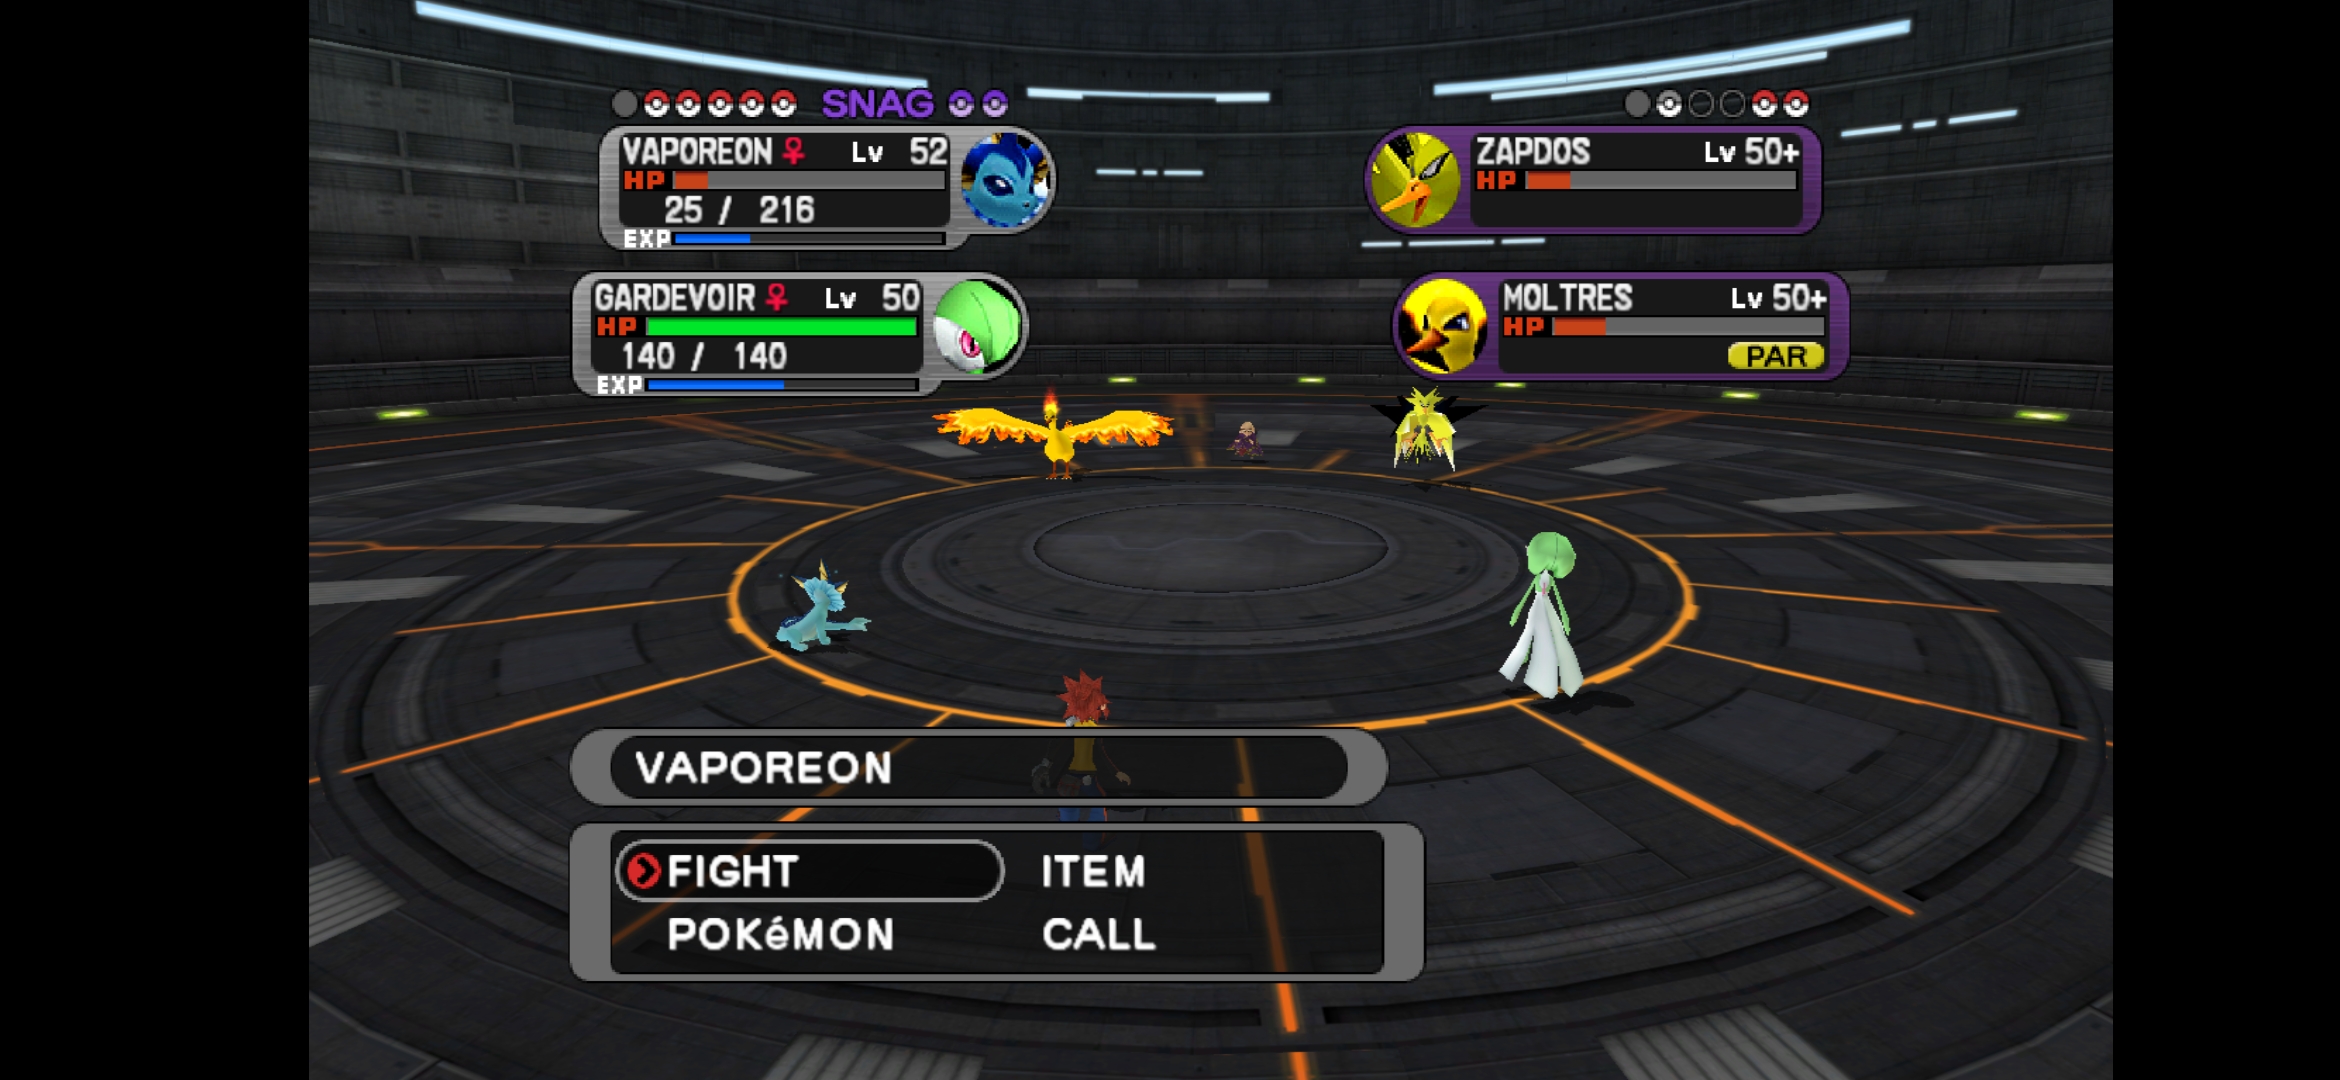 SNAG
VAPOREON ♀ Lv 52
HP
25 / 216
EXP
ZAPDOS Lv 50+
HP
GARDEVOIR ♀ Lv 50
HP
140 / 140
EXP
MOLTRES Lv 50+
HP
PAR
VAPOREON
FIGHT ITEM
POKéMON CALL